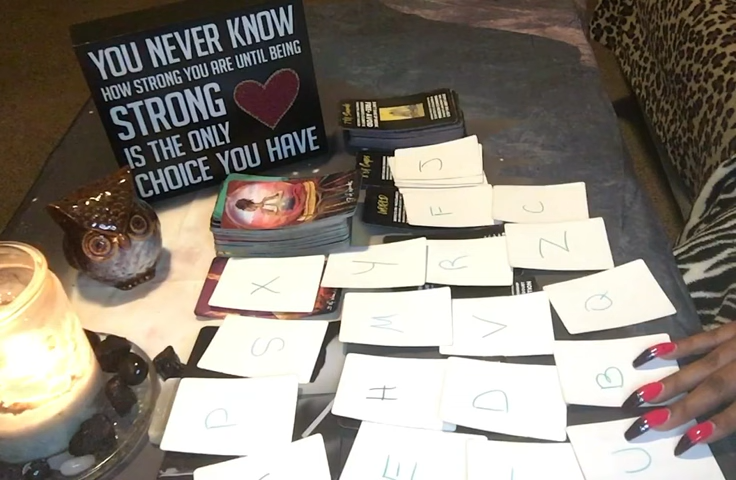 YOU NEVER KNOW
HOW STRONG YOU ARE UNTIL BEING
STRONG
IS THE ONLY
CHOICE YOU HAVE
J
F
C
Z
X
Y
R
Q
S
M
V
B
P
H
D
U
E